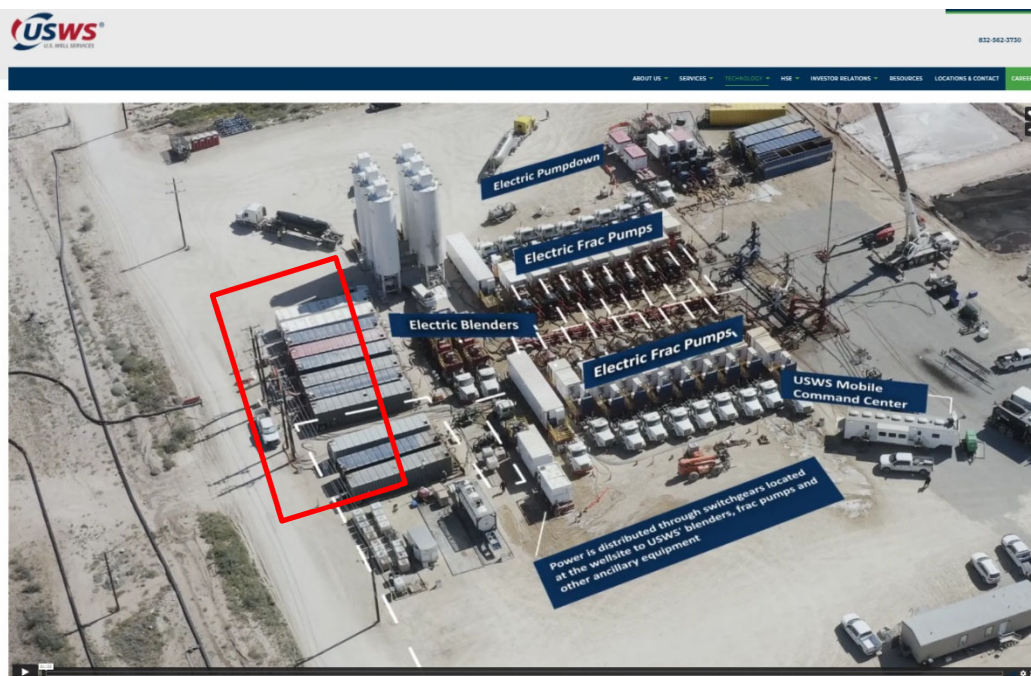 USWS®
U.S. WELL SERVICES
832-562-3730
ABOUT US SERVICES TECHNOLOGY HSE INVESTOR RELATIONS RESOURCES LOCATIONS & CONTACT CAREER
Electric Pumpdown
Electric Frac Pumps
Electric Blenders
Electric Frac Pumps
USWS Mobile
Command Center
Power is distributed through switchgears located
at the wellsite to USWS' blenders, frac pumps and
other ancillary equipment